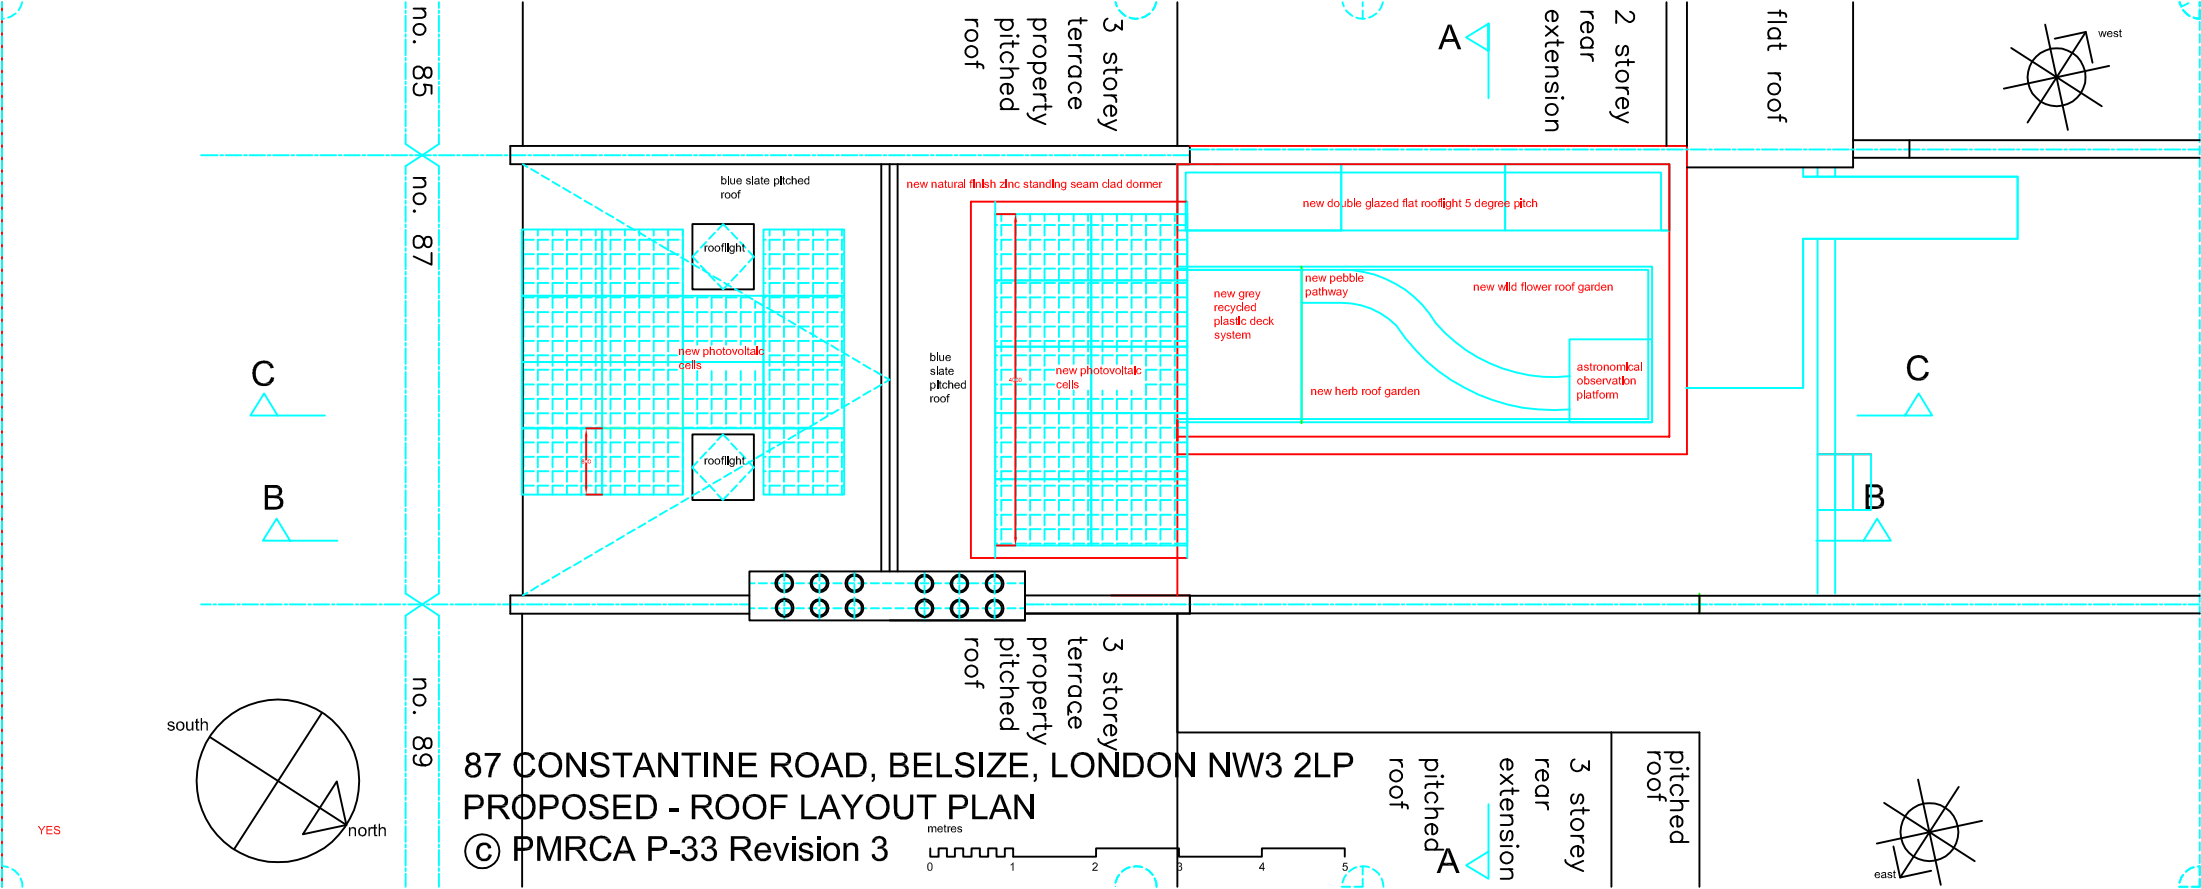 no. 85
3 storey
terrace
property
pitched
roof
A
2 storey
rear
extension
flat roof
west
no. 87
blue slate pitched
roof
rooflight
new photovoltaic
cells
rooflight
new natural finish zinc standing seam clad dormer
blue
slate
pitched
roof
new photovoltaic
cells
new double glazed flat rooflight 5 degree pitch
new grey
recycled
plastic deck
system
new pebble
pathway
new wild flower roof garden
new herb roof garden
astronomical
observation
platform
C
C
B
B
no. 89
3 storey
terrace
property
pitched
roof
pitched
roof
3 storey
rear
extension
pitched
roof
A
south
north
east
YES
87 CONSTANTINE ROAD, BELSIZE, LONDON NW3 2LP
PROPOSED - ROOF LAYOUT PLAN
© PMRCA P-33 Revision 3
metres
0 1 2 3 4 5